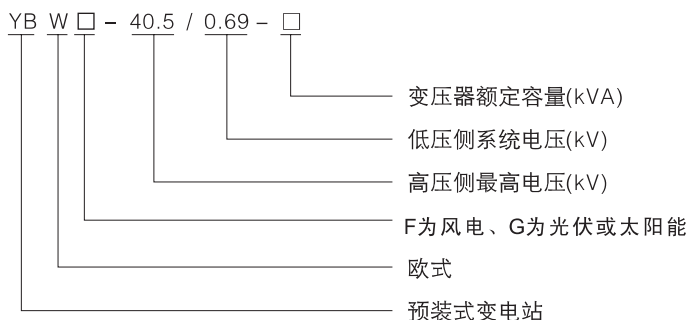 YB W□ - 40.5 / 0.69 - □
变压器额定容量(kVA)
低压侧系统电压(kV)
高压侧最高电压(kV)
F为风电、G为光伏或太阳能
欧式
预装式变电站